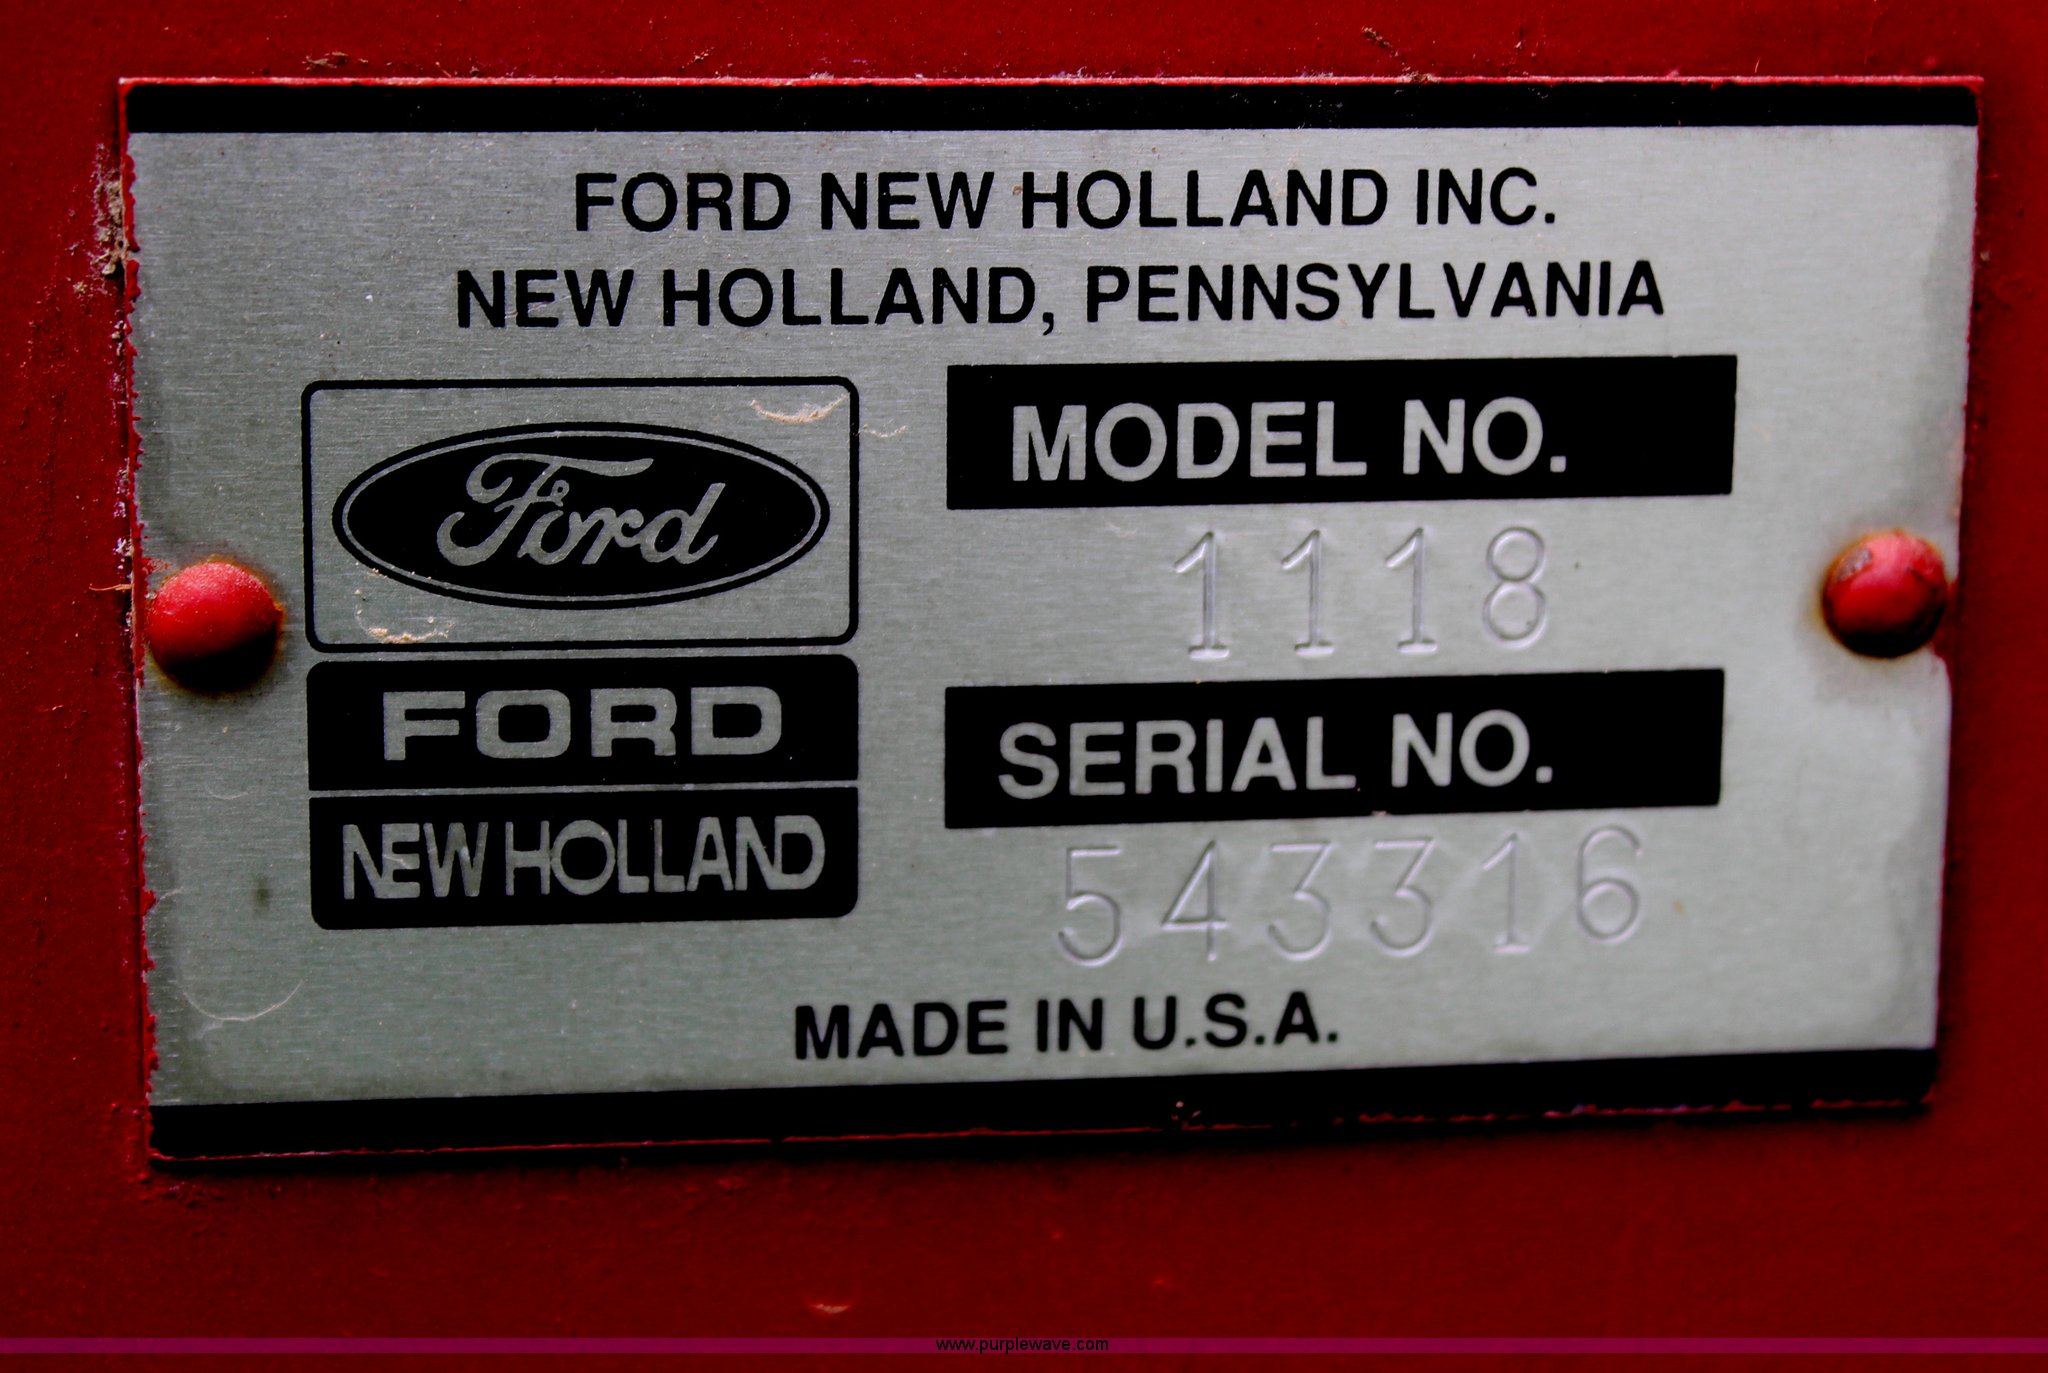 FORD NEW HOLLAND INC.
NEW HOLLAND, PENNSYLVANIA
Ford
FORD
NEW HOLLAND
MODEL NO.
1118
SERIAL NO.
543316
MADE IN U.S.A.
www.purplewave.com